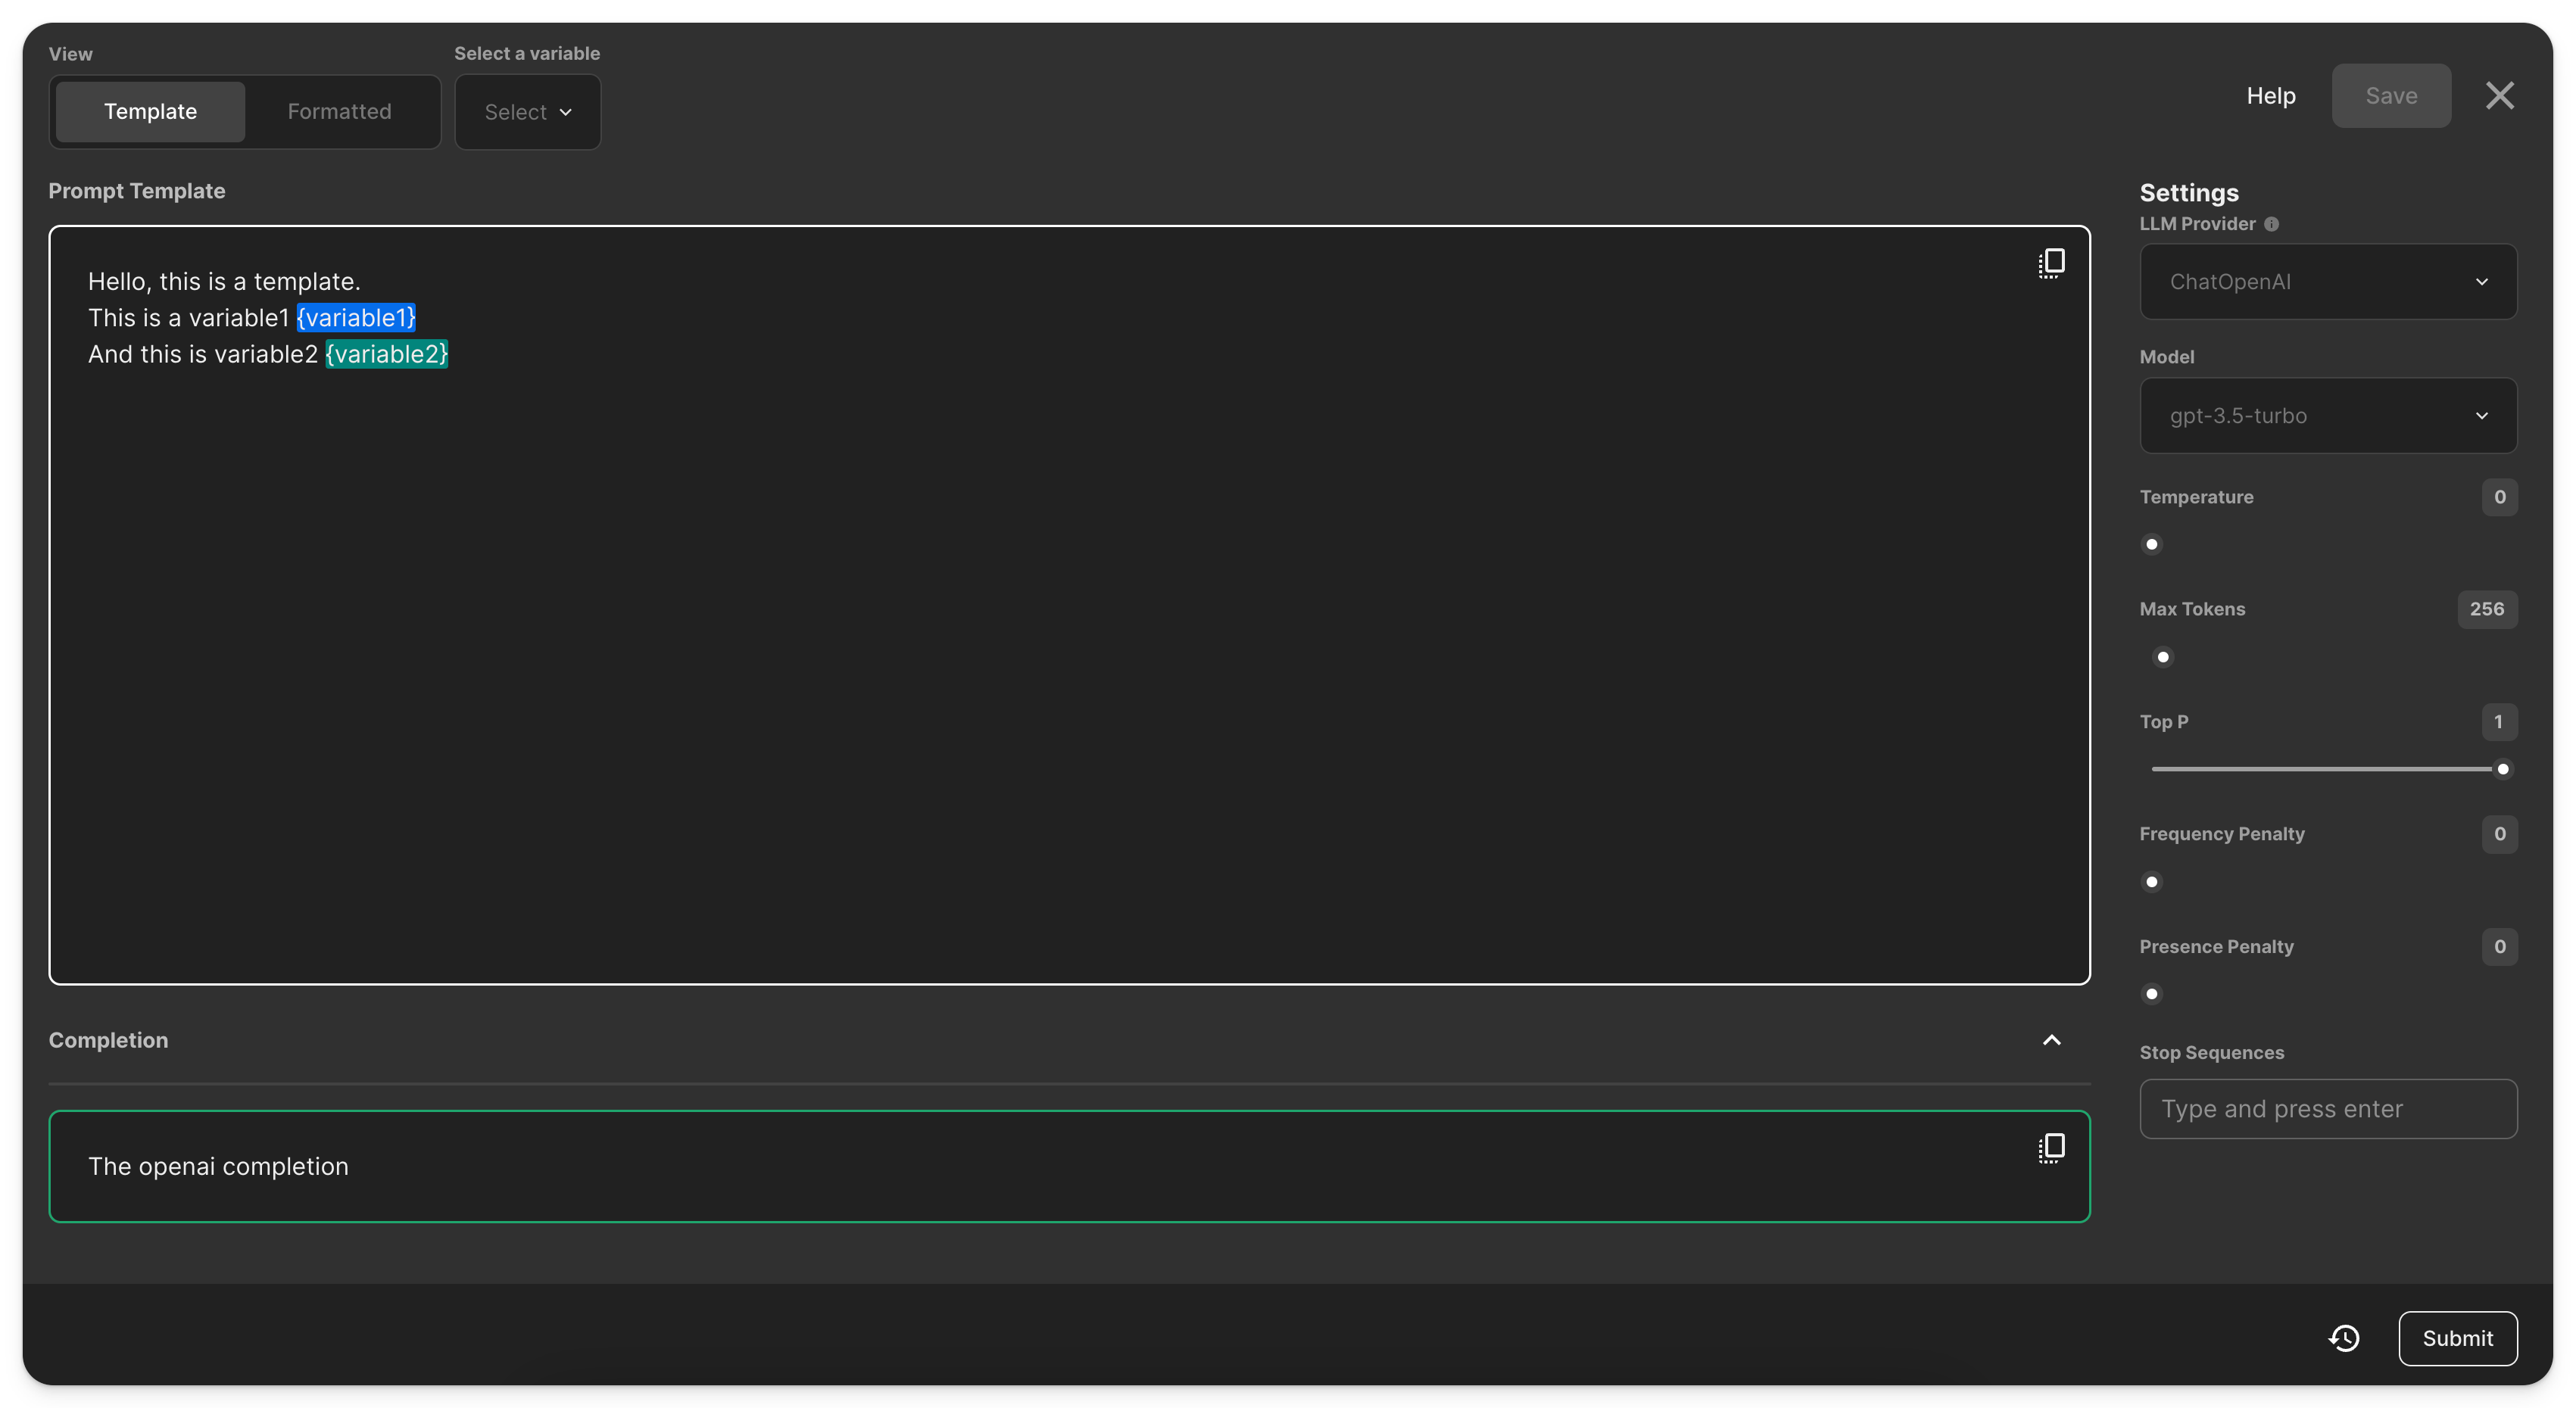 View
Select a variable
Template
Formatted
Select
Help
Save
Prompt Template
Hello, this is a template.
This is a variable1 {variable1}
And this is variable2 {variable2}
Completion
The openai completion
Settings
LLM Provider
ChatOpenAI
Model
gpt-3.5-turbo
Temperature
0
Max Tokens
256
Top P
1
Frequency Penalty
0
Presence Penalty
0
Stop Sequences
Type and press enter
Submit